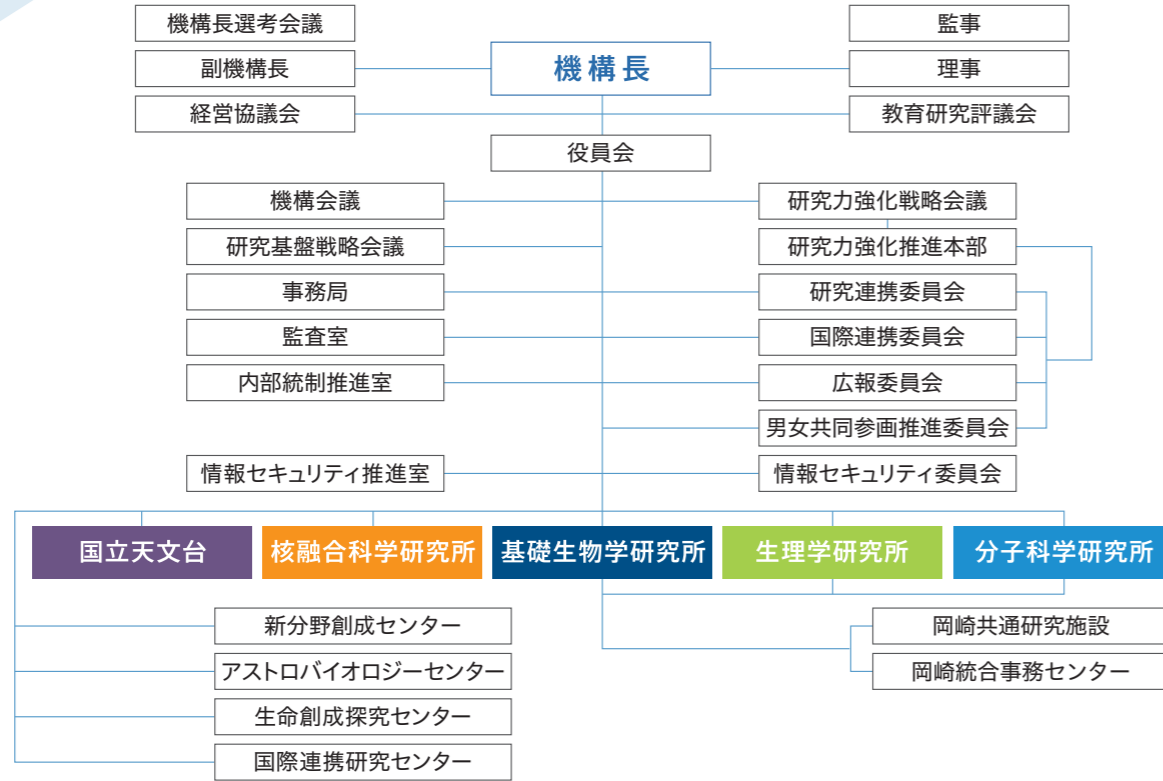 機構長選考会議
監事
副機構長
機構長
理事
経営協議会
教育研究評議会
役員会
機構会議
研究力強化戦略会議
研究基盤戦略会議
研究力強化推進本部
事務局
研究連携委員会
監査室
国際連携委員会
内部統制推進室
広報委員会
男女共同参画推進委員会
情報セキュリティ推進室
情報セキュリティ委員会
国立天文台
核融合科学研究所
基礎生物学研究所
生理学研究所
分子科学研究所
新分野創成センター
岡崎共通研究施設
アストロバイオロジーセンター
岡崎統合事務センター
生命創成探究センター
国際連携研究センター